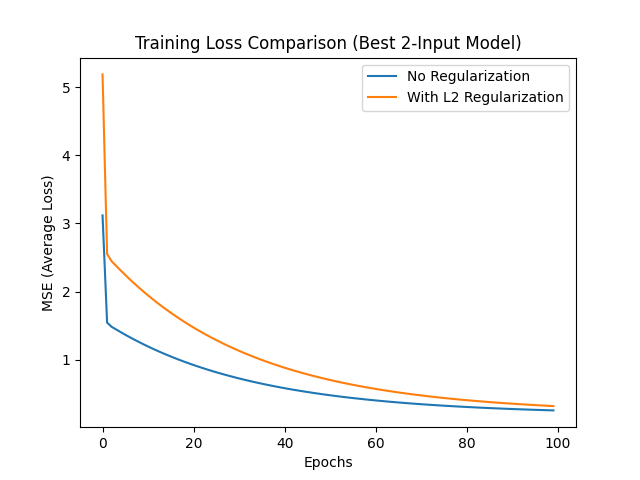 Training Loss Comparison (Best 2-Input Model)
No Regularization
With L2 Regularization
MSE (Average Loss)
5
4
3
2
1
0 20 40 60 80 100
Epochs